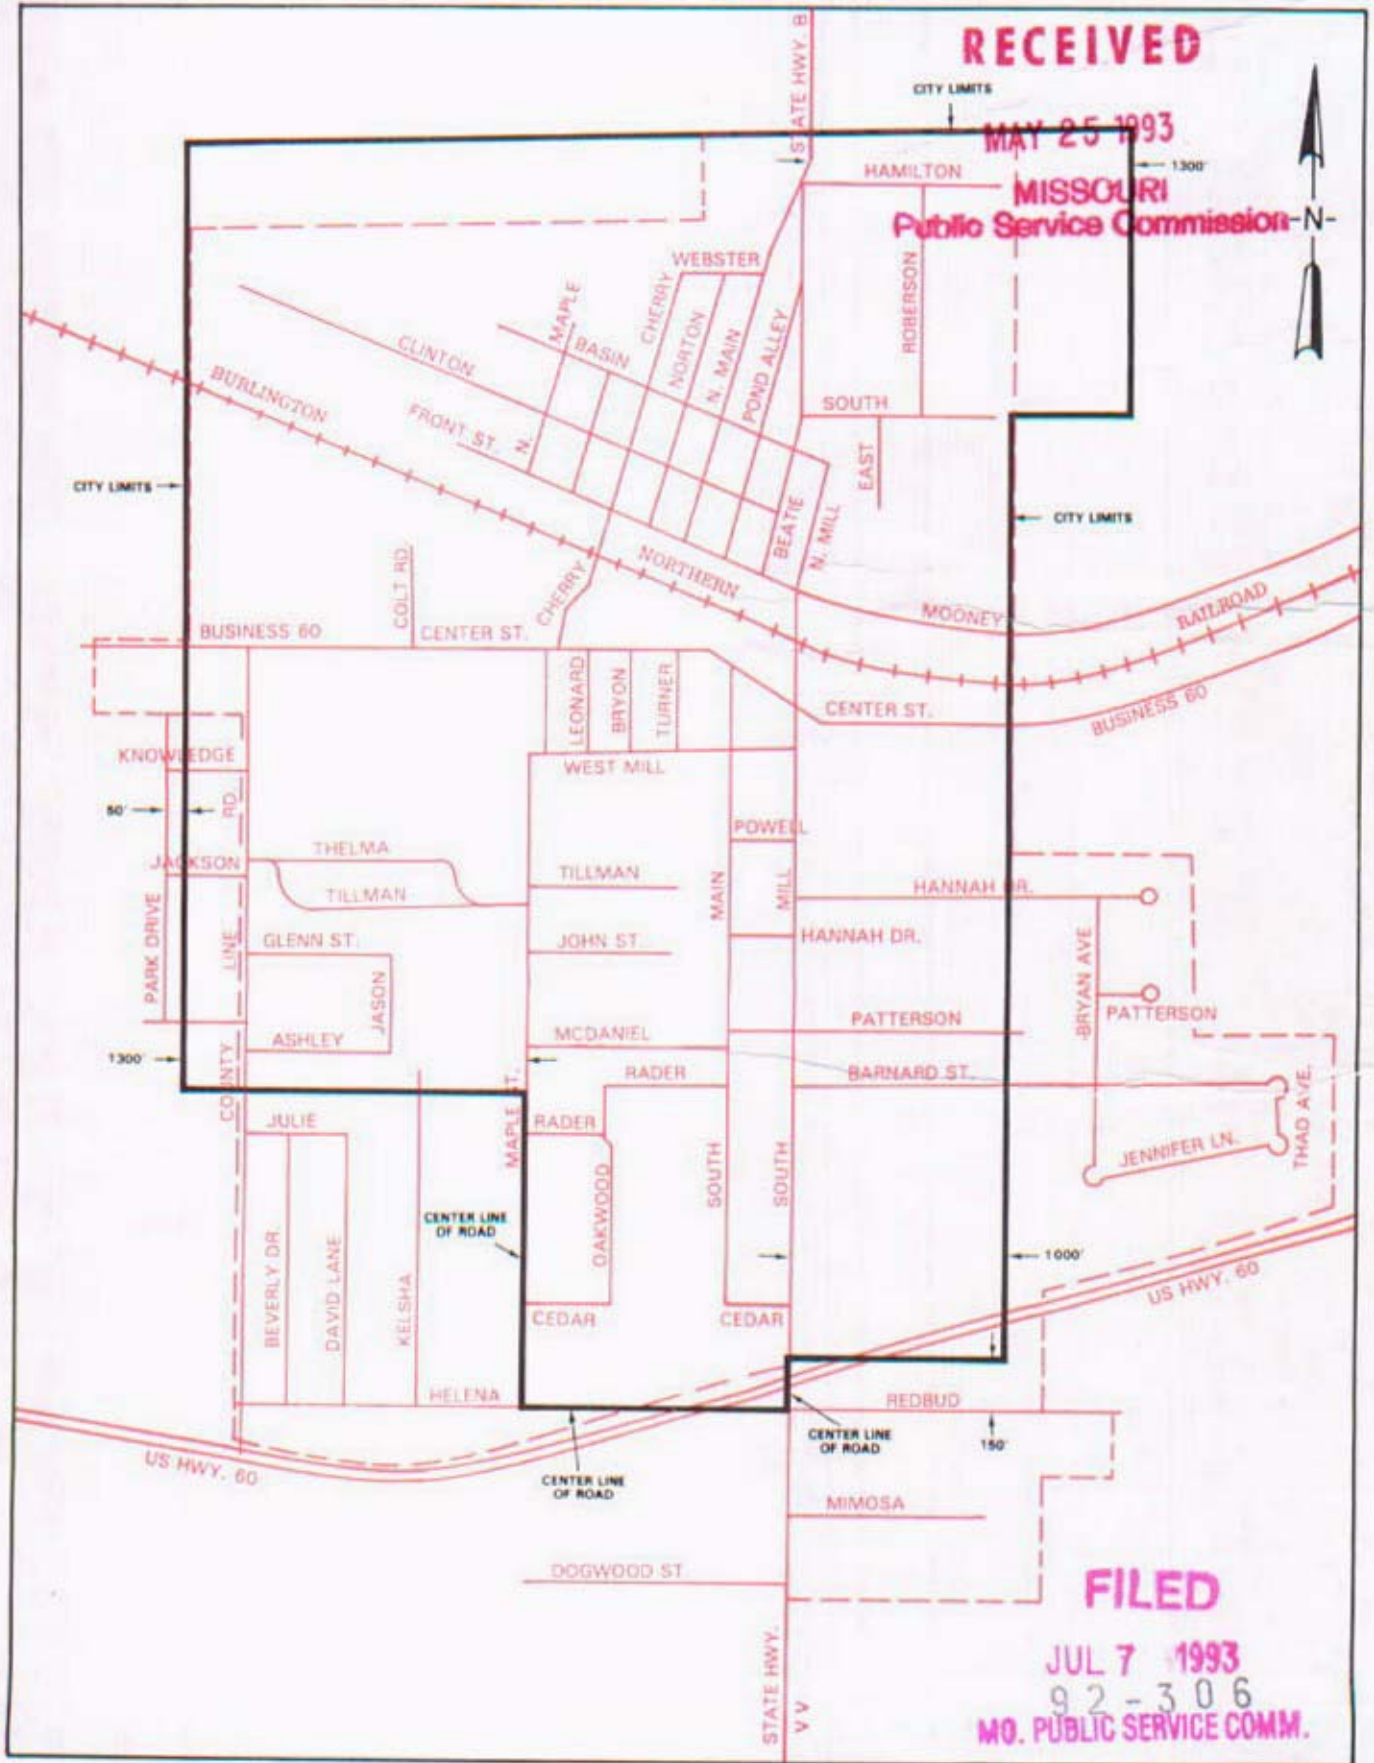 RECEIVED
CITY LIMITS
MAY 25 1993
STATE HWY. B
1300'
HAMILTON
MISSOURI
Public Service Commission
-N-
WEBSTER
CHERRY
N. MAPLE
ROBERSON
NORTON
N. MAIN
POND ALLEY
BASIN
CLINTON
BURLINGTON
FRONT ST.
SOUTH
EAST
CITY LIMITS
CITY LIMITS
BEATIE
N. MILL
NORTHERN
COLT RD.
CHERRY
MOONEY
RAILROAD
BUSINESS 60
CENTER ST.
LEONARD
BRYON
TURNER
CENTER ST.
BUSINESS 60
KNOWLEDGE
WEST MILL
50'
POWELL
JACKSON
THELMA
TILLMAN
TILLMAN
MAIN
MILL
HANNAH DR.
HANNAH DR.
PARK DRIVE
COUNTY LINE RD.
GLENN ST.
JASON
JOHN ST.
BRYAN AVE
PATTERSON
PATTERSON
ASHLEY
MCDANIEL
1300'
RADER
BARNARD ST.
JULIE
MAPLE ST.
RADER
JENNIFER LN.
THAD AVE.
OAKWOOD
SOUTH
SOUTH
CENTER LINE
OF ROAD
BEVERLY DR.
DAVID LANE
KELSHA
1000'
US HWY. 60
CEDAR
CEDAR
HELENA
REDBUD
CENTER LINE
OF ROAD
150'
US HWY. 60
CENTER LINE
OF ROAD
MIMOSA
DOGWOOD ST.
STATE HWY. VV
FILED
JUL 7 1993
92-306
MO. PUBLIC SERVICE COMM.